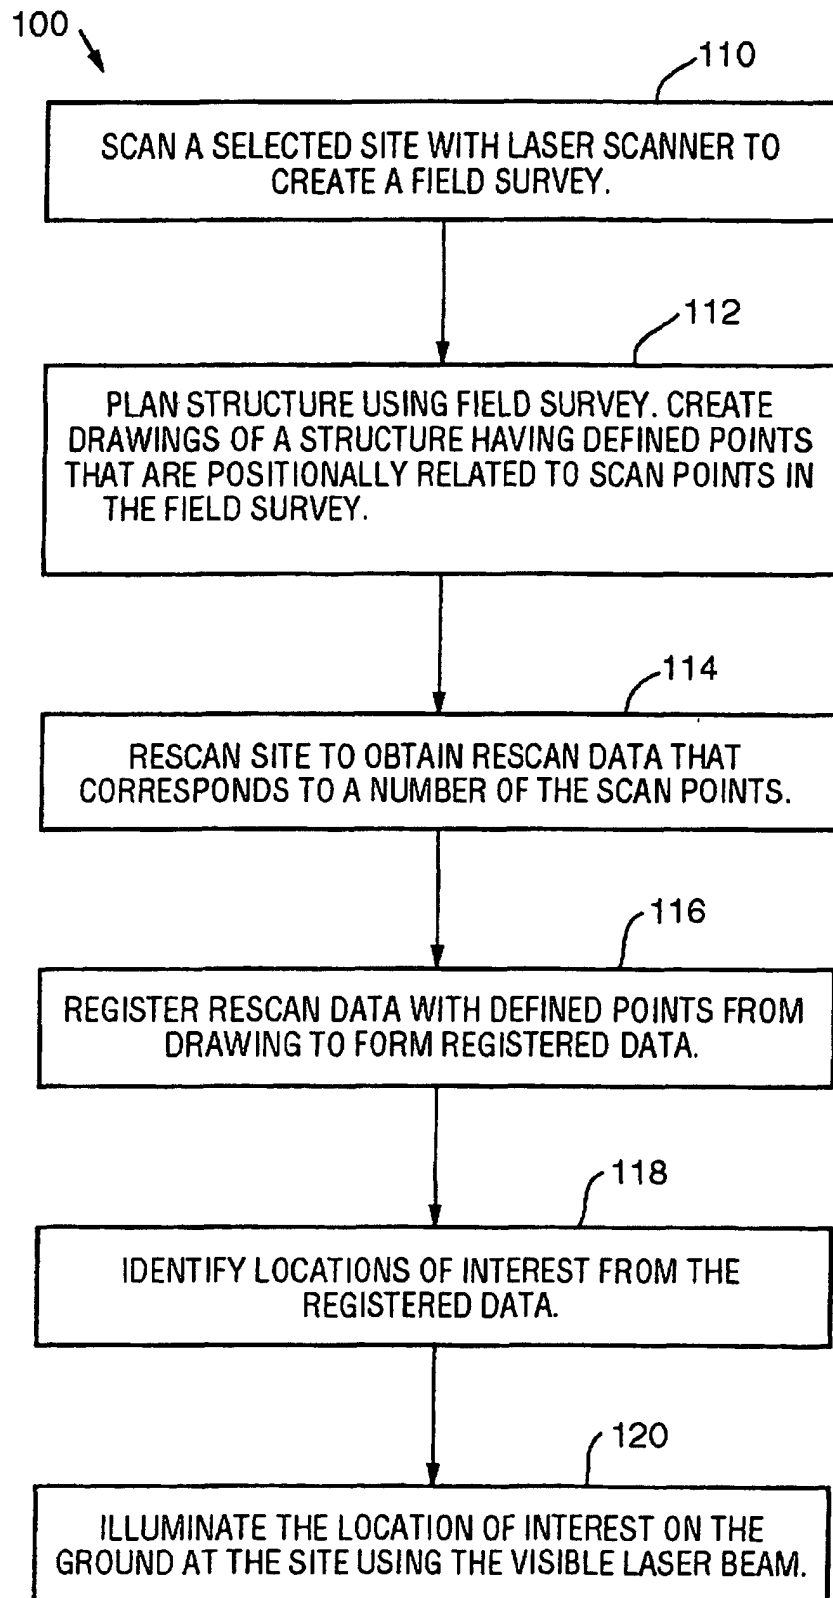 100
110
SCAN A SELECTED SITE WITH LASER SCANNER TO
CREATE A FIELD SURVEY.
112
PLAN STRUCTURE USING FIELD SURVEY. CREATE
DRAWINGS OF A STRUCTURE HAVING DEFINED POINTS
THAT ARE POSITIONALLY RELATED TO SCAN POINTS IN
THE FIELD SURVEY.
114
RESCAN SITE TO OBTAIN RESCAN DATA THAT
CORRESPONDS TO A NUMBER OF THE SCAN POINTS.
116
REGISTER RESCAN DATA WITH DEFINED POINTS FROM
DRAWING TO FORM REGISTERED DATA.
118
IDENTIFY LOCATIONS OF INTEREST FROM THE
REGISTERED DATA.
120
ILLUMINATE THE LOCATION OF INTEREST ON THE
GROUND AT THE SITE USING THE VISIBLE LASER BEAM.